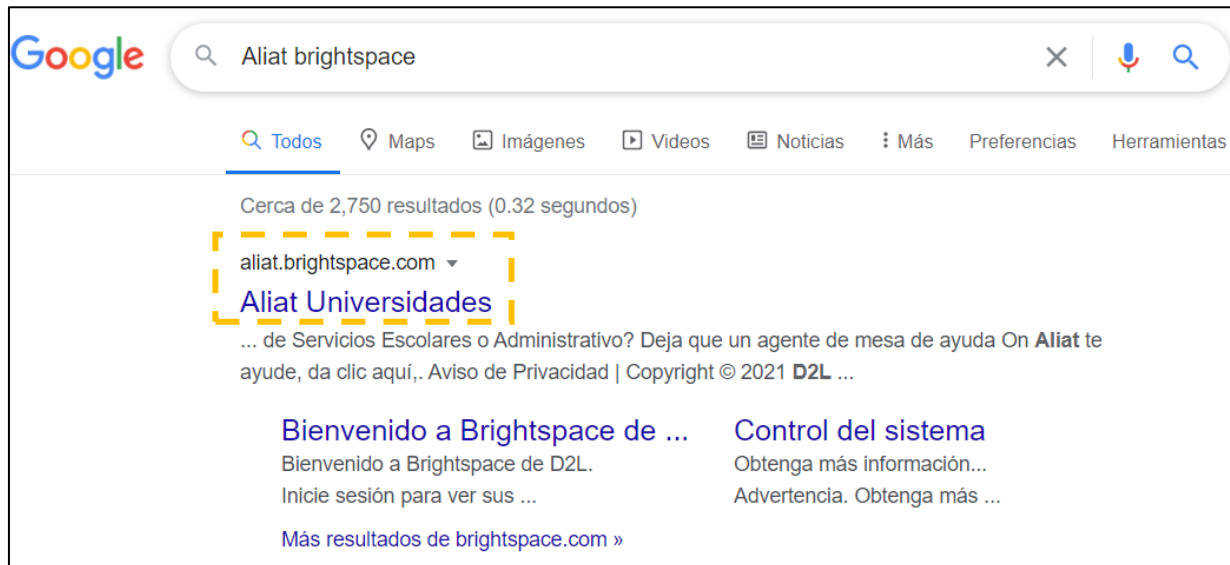 Google Aliat brightspace
Todos Maps Imágenes Videos Noticias Más Preferencias Herramientas
Cerca de 2,750 resultados (0.32 segundos)
aliat.brightspace.com
Aliat Universidades
... de Servicios Escolares o Administrativo? Deja que un agente de mesa de ayuda On Aliat te
ayude, da clic aquí,. Aviso de Privacidad | Copyright © 2021 D2L ...
Bienvenido a Brightspace de ... Control del sistema
Bienvenido a Brightspace de D2L. Obtenga más información...
Inicie sesión para ver sus ... Advertencia. Obtenga más ...
Más resultados de brightspace.com »